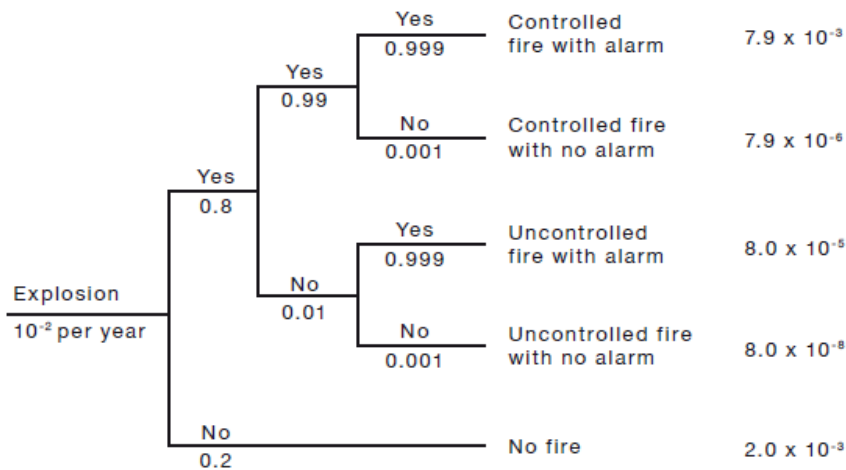 Yes
0.999
Controlled
fire with alarm
7.9 x 10⁻³
Yes
0.99
No
0.001
Controlled fire
with no alarm
7.9 x 10⁻⁶
Yes
0.8
Yes
0.999
Uncontrolled
fire with alarm
8.0 x 10⁻⁵
Explosion
10⁻² per year
No
0.01
No
0.001
Uncontrolled fire
with no alarm
8.0 x 10⁻⁸
No
0.2
No fire
2.0 x 10⁻³